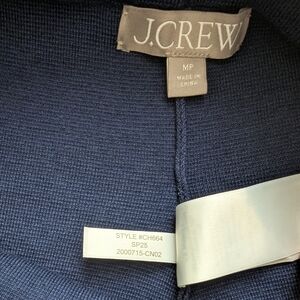 J.CREW
MP
MADE IN
CHINA
STYLE #CH664
SP25
2000715-CN02